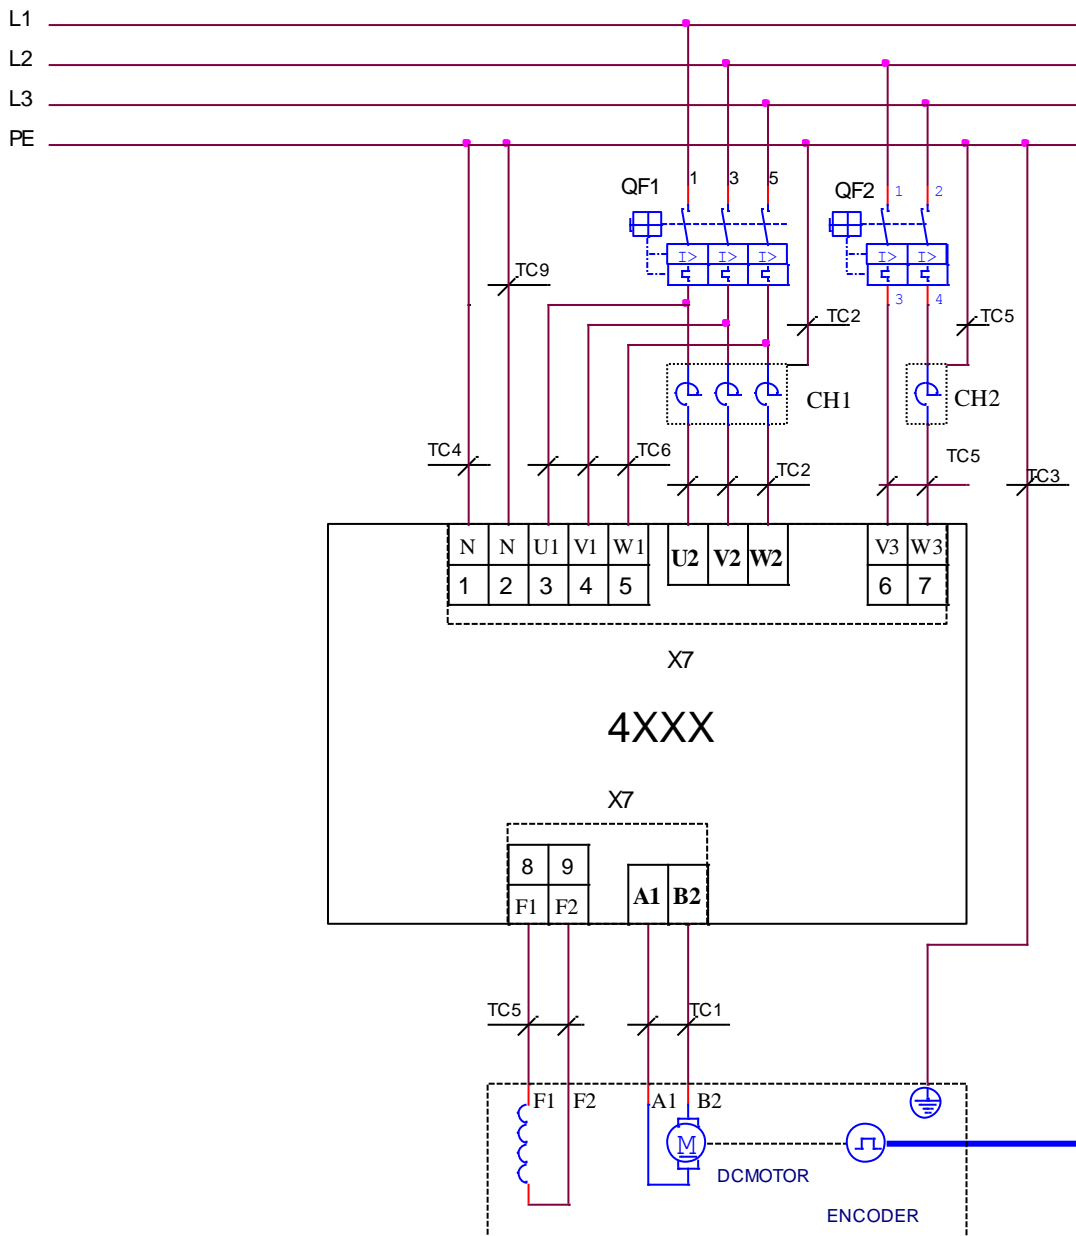 L1
L2
L3
PE
QF1 1 3 5 QF2 1 2
I> I> I> I> I>
TC9
3 4
TC2 TC5
CH1 CH2
TC4 TC6 TC2 TC5 TC3
N N U1 V1 W1 U2 V2 W2 V3 W3
1 2 3 4 5 6 7
X7
4XXX
X7
8 9
F1 F2 A1 B2
TC5 TC1
F1 F2 A1 B2
M
DCMOTOR
ENCODER